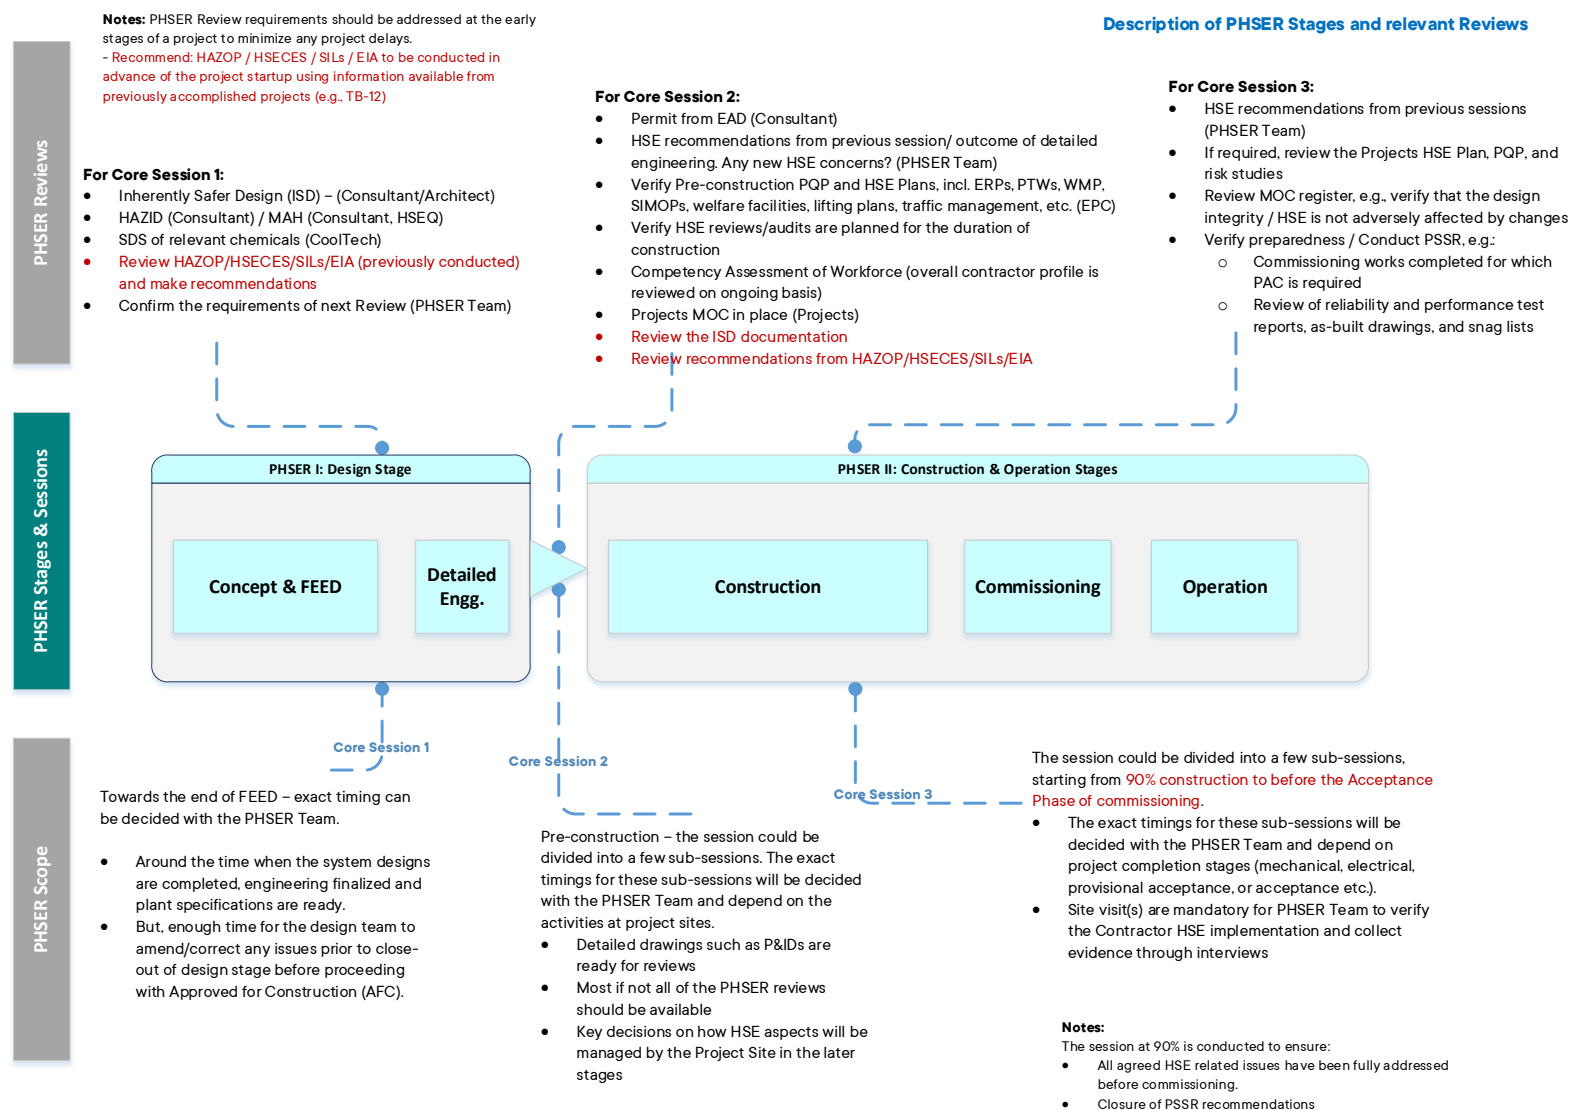 Description of PHSER Stages and relevant Reviews
Notes: PHSER Review requirements should be addressed at the early
stages of a project to minimize any project delays.
- Recommend: HAZOP / HSECES / SILs / EIA to be conducted in
advance of the project startup using information available from
previously accomplished projects (e.g., TB-12)
PHSER Reviews
For Core Session 1:
• Inherently Safer Design (ISD) – (Consultant/Architect)
• HAZID (Consultant) / MAH (Consultant, HSEQ)
• SDS of relevant chemicals (CoolTech)
• Review HAZOP/HSECES/SILs/EIA (previously conducted)
and make recommendations
• Confirm the requirements of next Review (PHSER Team)
For Core Session 2:
• Permit from EAD (Consultant)
• HSE recommendations from previous session/ outcome of detailed
engineering. Any new HSE concerns? (PHSER Team)
• Verify Pre-construction PQP and HSE Plans, incl. ERPs, PTWs, WMP,
SIMOPs, welfare facilities, lifting plans, traffic management, etc. (EPC)
• Verify HSE reviews/audits are planned for the duration of
construction
• Competency Assessment of Workforce (overall contractor profile is
reviewed on ongoing basis)
• Projects MOC in place (Projects)
• Review the ISD documentation
• Review recommendations from HAZOP/HSECES/SILs/EIA
For Core Session 3:
• HSE recommendations from previous sessions
(PHSER Team)
• If required, review the Projects HSE Plan, PQP, and
risk studies
• Review MOC register, e.g., verify that the design
integrity / HSE is not adversely affected by changes
• Verify preparedness / Conduct PSSR, e.g.:
o Commissioning works completed for which
PAC is required
o Review of reliability and performance test
reports, as-built drawings, and snag lists
PHSER Stages & Sessions
PHSER I: Design Stage
Concept & FEED
Detailed
Engg.
PHSER II: Construction & Operation Stages
Construction
Commissioning
Operation
Core Session 1
Core Session 2
Core Session 3
PHSER Scope
Towards the end of FEED – exact timing can
be decided with the PHSER Team.
• Around the time when the system designs
are completed, engineering finalized and
plant specifications are ready.
• But, enough time for the design team to
amend/correct any issues prior to close-
out of design stage before proceeding
with Approved for Construction (AFC).
Pre-construction – the session could be
divided into a few sub-sessions. The exact
timings for these sub-sessions will be decided
with the PHSER Team and depend on the
activities at project sites.
• Detailed drawings such as P&IDs are
ready for reviews
• Most if not all of the PHSER reviews
should be available
• Key decisions on how HSE aspects will be
managed by the Project Site in the later
stages
The session could be divided into a few sub-sessions,
starting from 90% construction to before the Acceptance
Phase of commissioning.
• The exact timings for these sub-sessions will be
decided with the PHSER Team and depend on
project completion stages (mechanical, electrical,
provisional acceptance, or acceptance etc.).
• Site visit(s) are mandatory for PHSER Team to verify
the Contractor HSE implementation and collect
evidence through interviews
Notes:
The session at 90% is conducted to ensure:
• All agreed HSE related issues have been fully addressed
before commissioning.
• Closure of PSSR recommendations